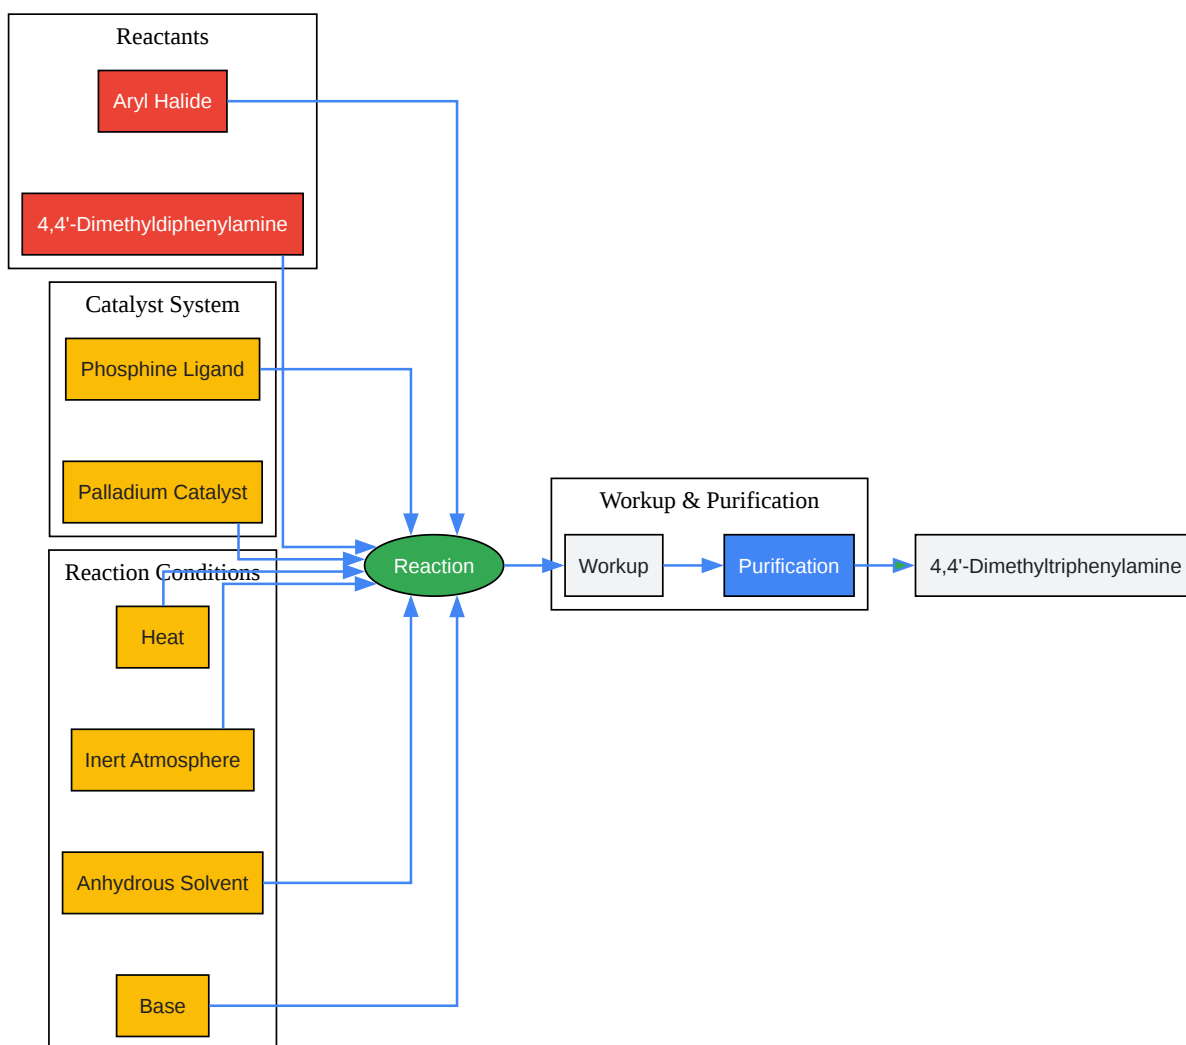 Reactants
Aryl Halide
4,4'-Dimethyldiphenylamine
Catalyst System
Phosphine Ligand
Palladium Catalyst
Reaction Conditions
Heat
Inert Atmosphere
Anhydrous Solvent
Base
Reaction
Workup & Purification
Workup
Purification
4,4'-Dimethyltriphenylamine